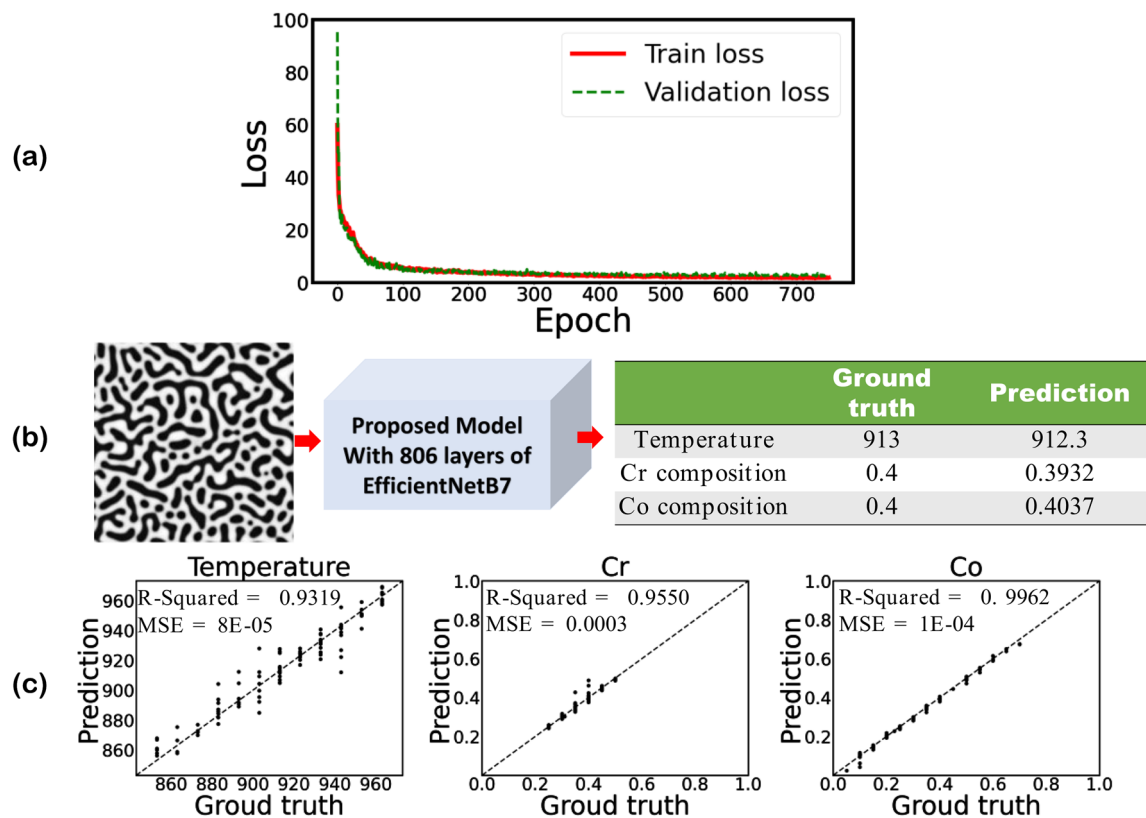 (a)
100
80
60
40
20
0
Loss
Train loss
Validation loss
0 100 200 300 400 500 600 700
Epoch
(b)
Proposed Model
With 806 layers of
EfficientNetB7
Ground truth Prediction
Temperature 913 912.3
Cr composition 0.4 0.3932
Co composition 0.4 0.4037
(c)
Temperature
R-Squared = 0.9319
MSE = 8E-05
Prediction
960
940
920
900
880
860
860 880 900 920 940 960
Groud truth
Cr
R-Squared = 0.9550
MSE = 0.0003
Prediction
1.0
0.8
0.6
0.4
0.2
0.0 0.2 0.4 0.6 0.8 1.0
Groud truth
Co
R-Squared = 0. 9962
MSE = 1E-04
Prediction
1.0
0.8
0.6
0.4
0.2
0.0 0.2 0.4 0.6 0.8 1.0
Groud truth